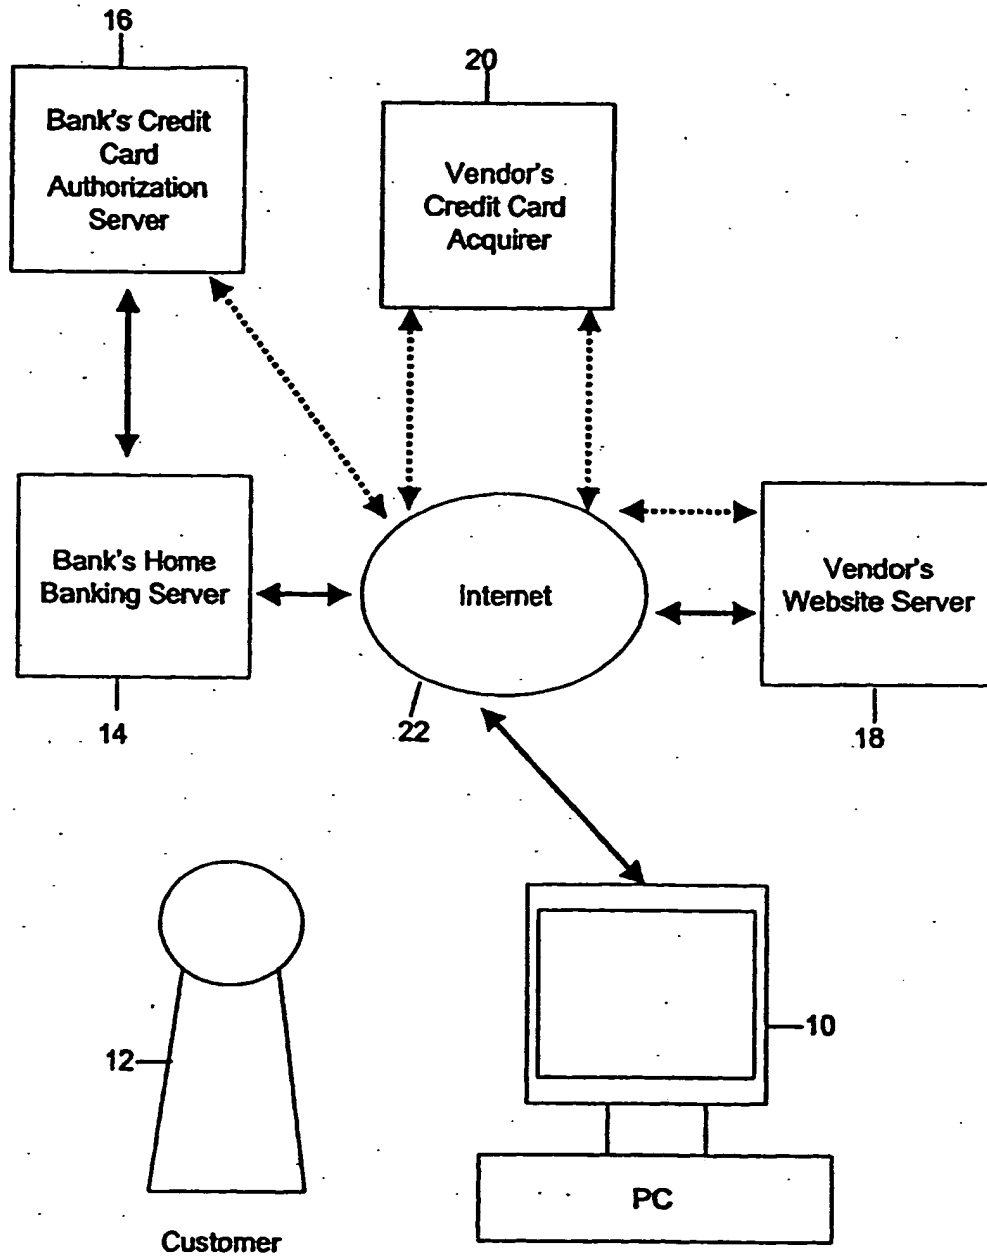 16
20
Bank's Credit
Card
Authorization
Server
Vendor's
Credit Card
Acquirer
Bank's Home
Banking Server
Internet
Vendor's
Website Server
14
22
18
10
12
PC
Customer